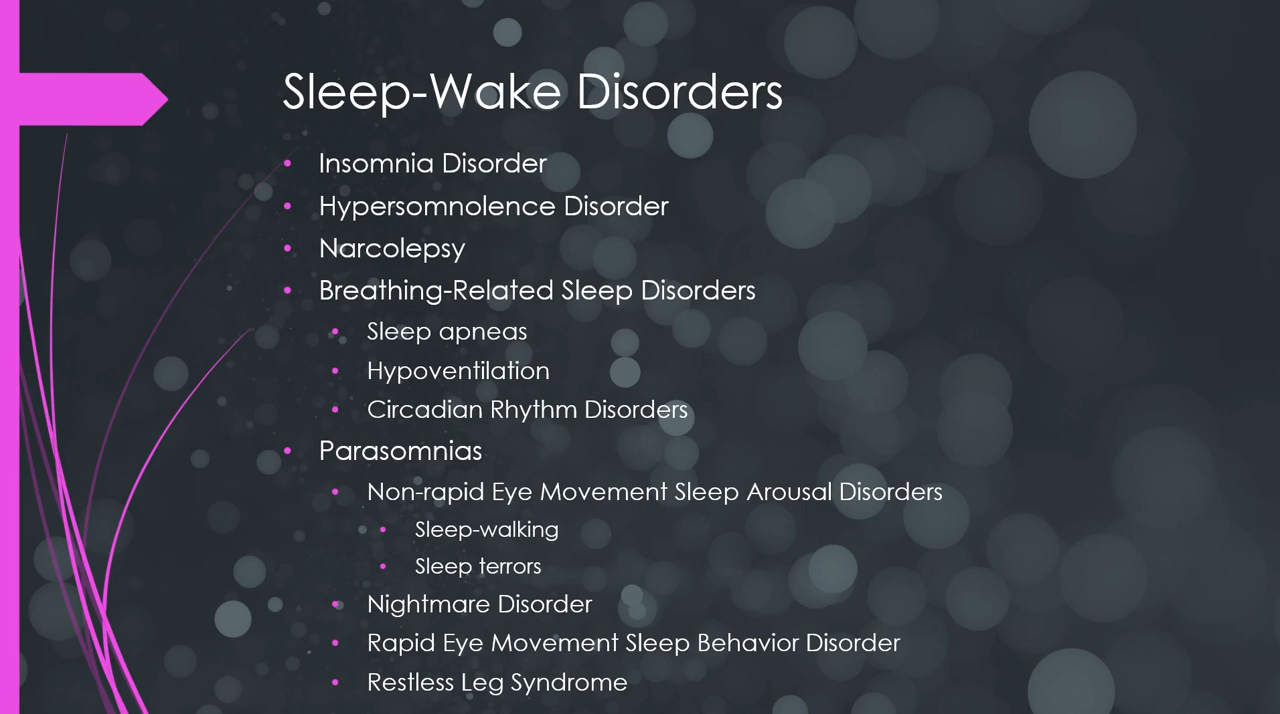 Sleep-Wake Disorders
• Insomnia Disorder
• Hypersomnolence Disorder
• Narcolepsy
• Breathing-Related Sleep Disorders
• Sleep apneas
• Hypoventilation
• Circadian Rhythm Disorders
• Parasomnias
• Non-rapid Eye Movement Sleep Arousal Disorders
• Sleep-walking
• Sleep terrors
• Nightmare Disorder
• Rapid Eye Movement Sleep Behavior Disorder
• Restless Leg Syndrome